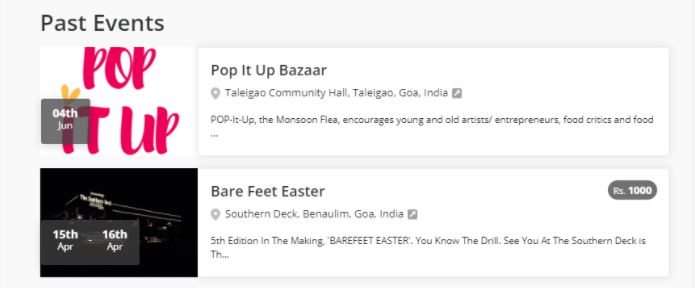 Past Events
POP
IT UP
04th
Jun
Pop It Up Bazaar
Taleigao Community Hall, Taleigao, Goa, India
POP-It-Up, the Monsoon Flea, encourages young and old artists/ entrepreneurs, food critics and food
...
The Southern Deck
15th - 16th
Apr Apr
Bare Feet Easter
Rs. 1000
Southern Deck, Benaulim, Goa, India
5th Edition In The Making, 'BAREFEET EASTER'. You Know The Drill. See You At The Southern Deck is
Th...